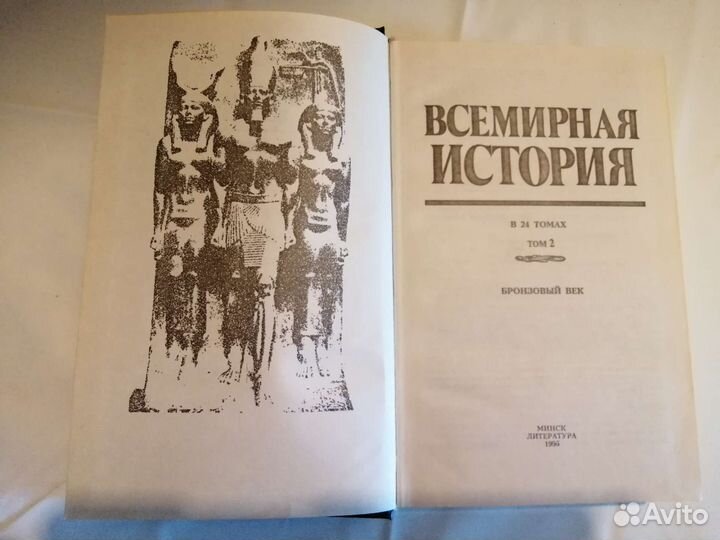 ВСЕМИРНАЯ
ИСТОРИЯ
В 24 ТОМАХ
ТОМ 2
БРОНЗОВЫЙ ВЕК
МИНСК
ЛИТЕРАТУРА
1996
Avito